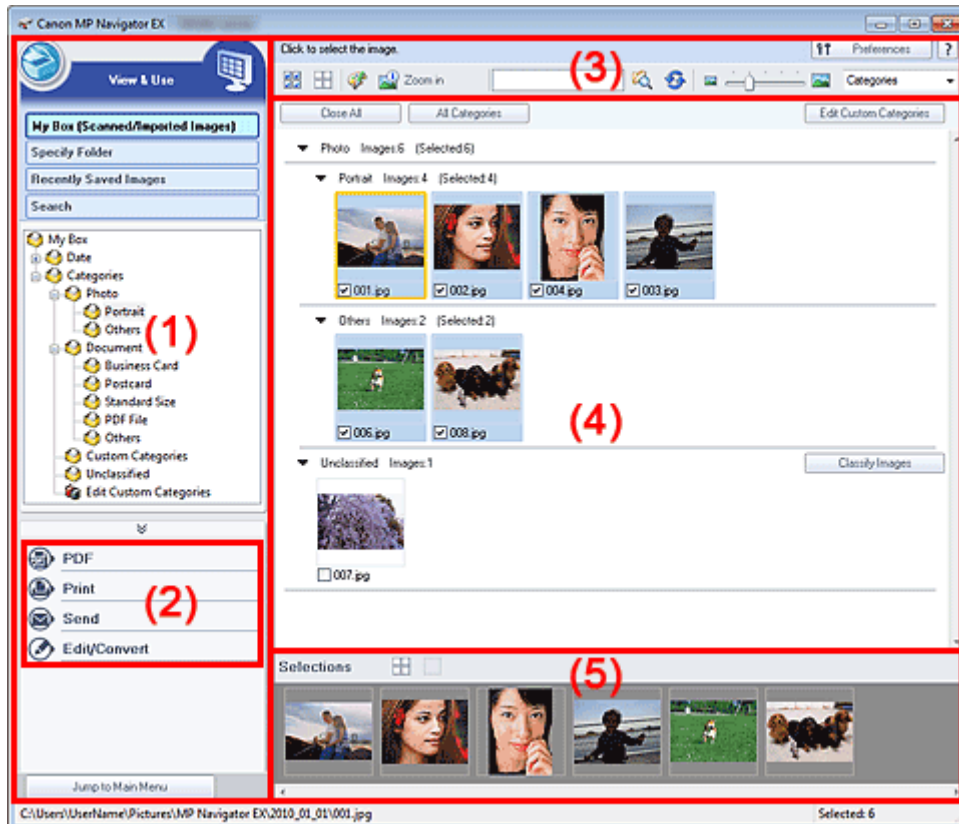 Canon MP Navigator EX
View & Use
My Box (Scanned/Imported Images)
Specify Folder
Recently Saved Images
Search
My Box
Date
Categories
Photo
Portrait
Others
(1)
Document
Business Card
Postcard
Standard Size
PDF File
Others
Custom Categories
Unclassified
Edit Custom Categories
PDF
Print
(2)
Send
Edit/Convert
Jump to Main Menu
Click to select the image.
(3)
Preferences
?
Zoom in
Categories
Close All
All Categories
Edit Custom Categories
Photo Images:6 (Selected:6)
Portrait Images:4 (Selected:4)
001.jpg
002.jpg
004.jpg
003.jpg
Others Images:2 (Selected:2)
006.jpg
008.jpg
(4)
Unclassified Images:1
Classify Images
007.jpg
Selections
(5)
C:\Users\UserName\Pictures\MP Navigator EX\2010_01_01\001.jpg
Selected: 6